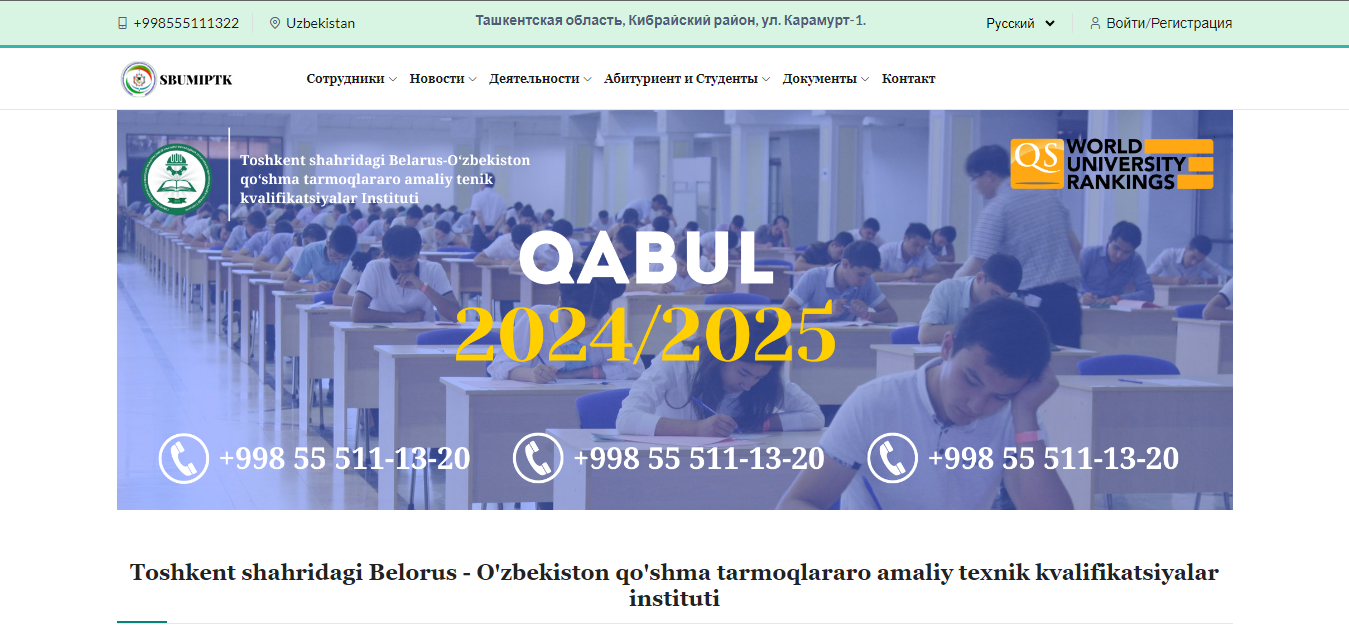 +998555111322
Uzbekistan
Ташкентская область, Кибрайский район, ул. Карамурт-1.
Русский
Войти/Регистрация
SBUMIPTK
Сотрудники
Новости
Деятельности
Абитуриент и Студенты
Документы
Контакт
Toshkent shahridagi Belarus-O'zbekiston
qo'shma tarmoqlararo amaliy tenik
kvalifikatsiyalar Instituti
QS
WORLD
UNIVERSITY
RANKINGS
QABUL
2024/2025
+998 55 511-13-20
+998 55 511-13-20
+998 55 511-13-20
Toshkent shahridagi Belorus - O'zbekiston qo'shma tarmoqlararo amaliy texnik kvalifikatsiyalar
instituti